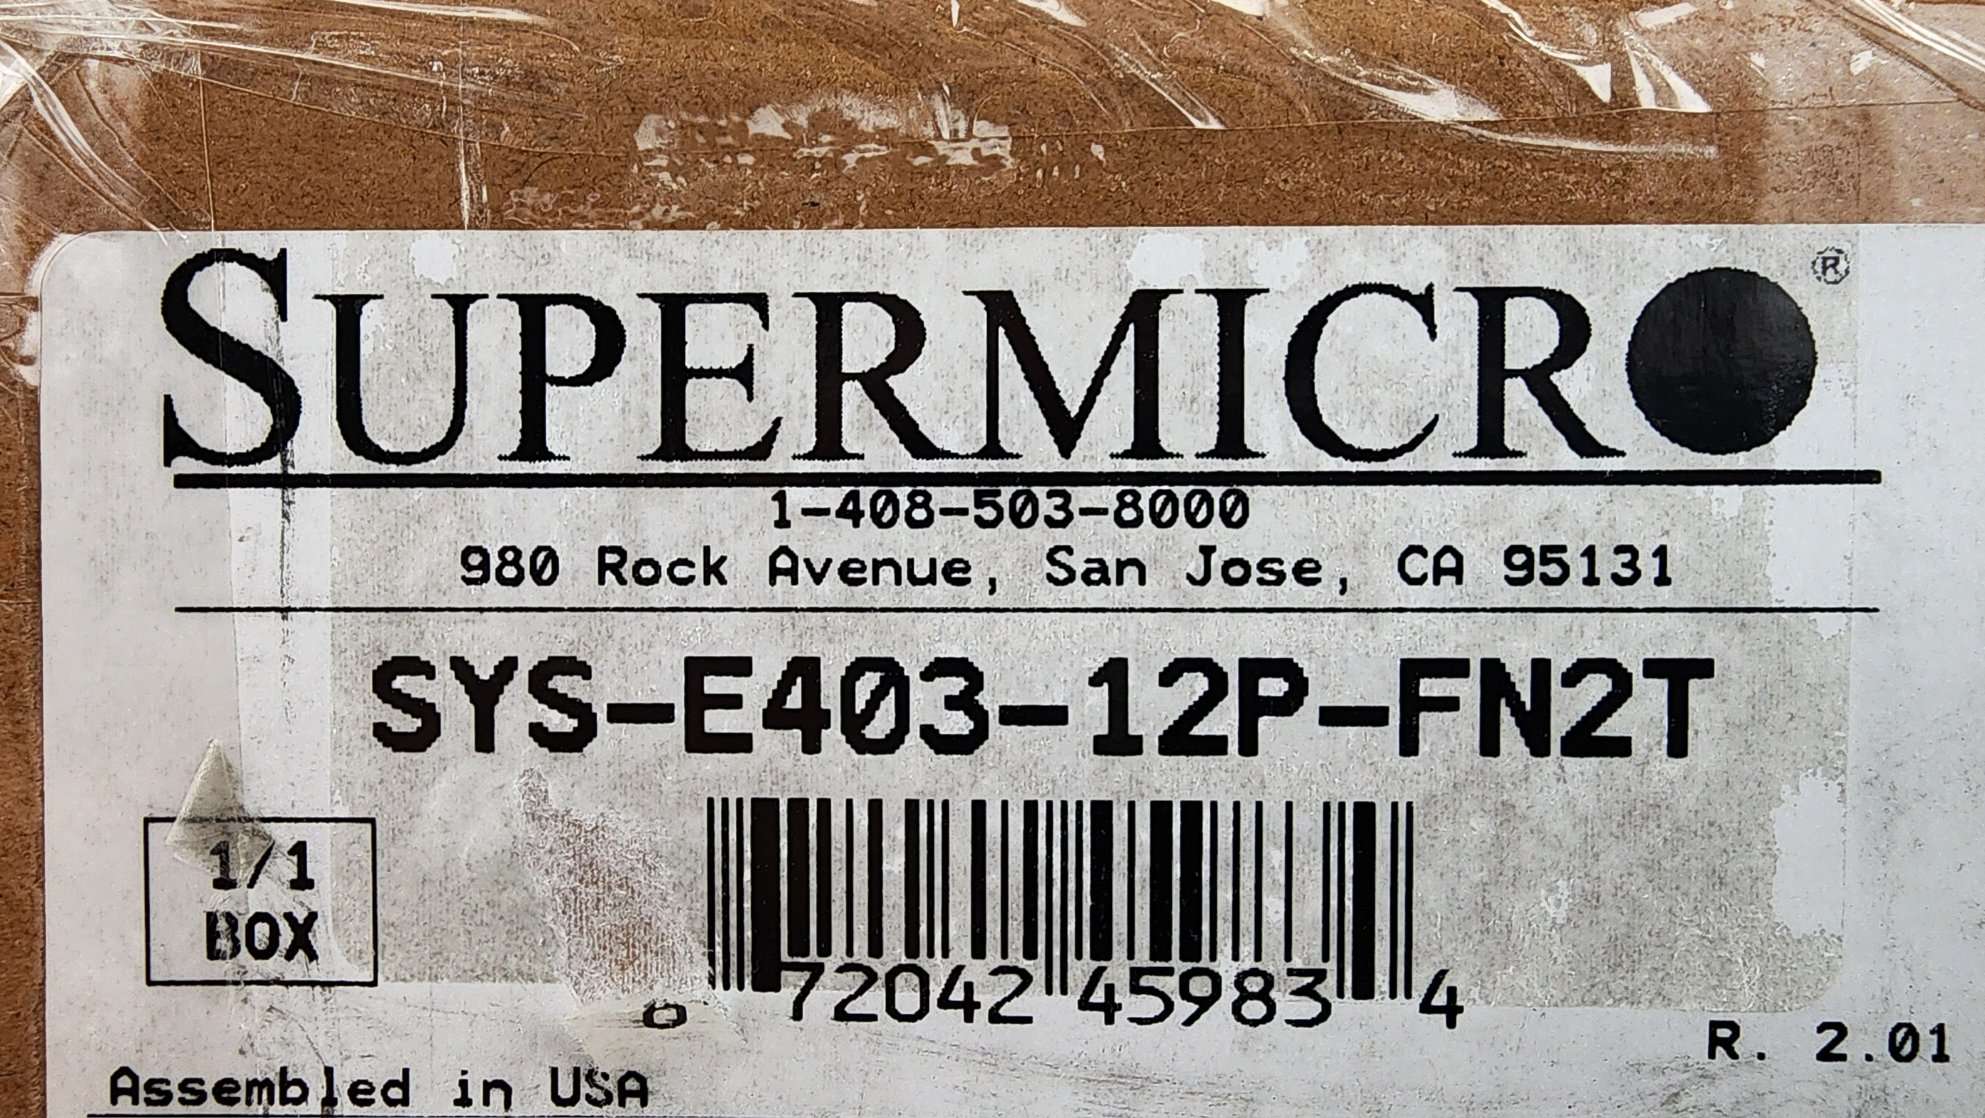 SUPERMICRO®
1-408-503-8000
980 Rock Avenue, San Jose, CA 95131
SYS-E403-12P-FN2T
1/1
BOX
0 72042 45983 4
R. 2.01
Assembled in USA